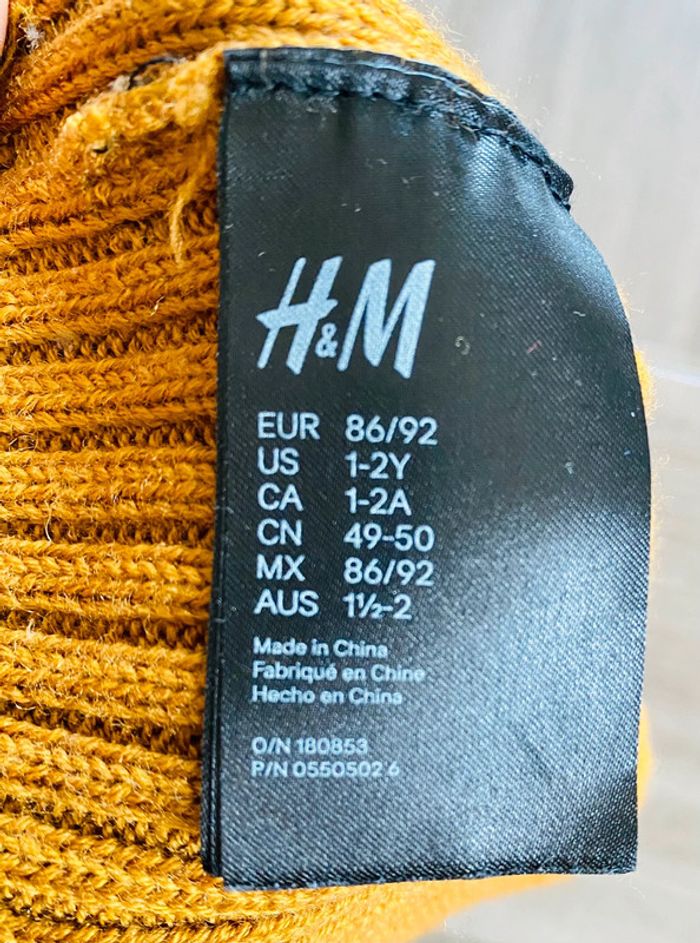 H&M
EUR 86/92
US 1-2Y
CA 1-2A
CN 49-50
MX 86/92
AUS 1½-2
Made in China
Fabriqué en Chine
Hecho en China
O/N 180853
P/N 0550502 6